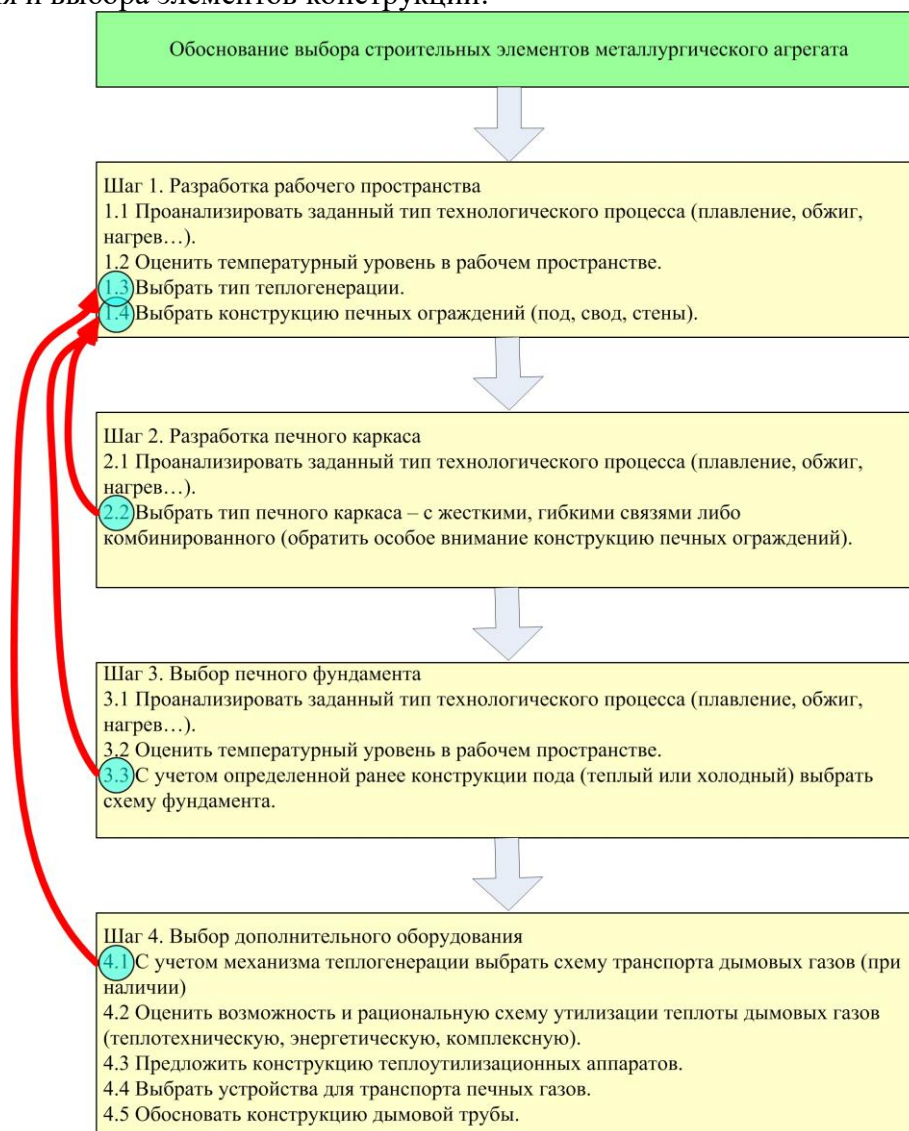 я и выбора элементов конструкции.
Обоснование выбора строительных элементов металлургического агрегата
Шаг 1. Разработка рабочего пространства
1.1 Проанализировать заданный тип технологического процесса (плавление, обжиг,
нагрев…).
1.2 Оценить температурный уровень в рабочем пространстве.
1.3 Выбрать тип теплогенерации.
1.4 Выбрать конструкцию печных ограждений (под, свод, стены).
Шаг 2. Разработка печного каркаса
2.1 Проанализировать заданный тип технологического процесса (плавление, обжиг,
нагрев…).
2.2 Выбрать тип печного каркаса – с жесткими, гибкими связями либо
комбинированного (обратить особое внимание конструкцию печных ограждений).
Шаг 3. Выбор печного фундамента
3.1 Проанализировать заданный тип технологического процесса (плавление, обжиг,
нагрев…).
3.2 Оценить температурный уровень в рабочем пространстве.
3.3 С учетом определенной ранее конструкции пода (теплый или холодный) выбрать
схему фундамента.
Шаг 4. Выбор дополнительного оборудования
4.1 С учетом механизма теплогенерации выбрать схему транспорта дымовых газов (при
наличии)
4.2 Оценить возможность и рациональную схему утилизации теплоты дымовых газов
(теплотехническую, энергетическую, комплексную).
4.3 Предложить конструкцию теплоутилизационных аппаратов.
4.4 Выбрать устройства для транспорта печных газов.
4.5 Обосновать конструкцию дымовой трубы.